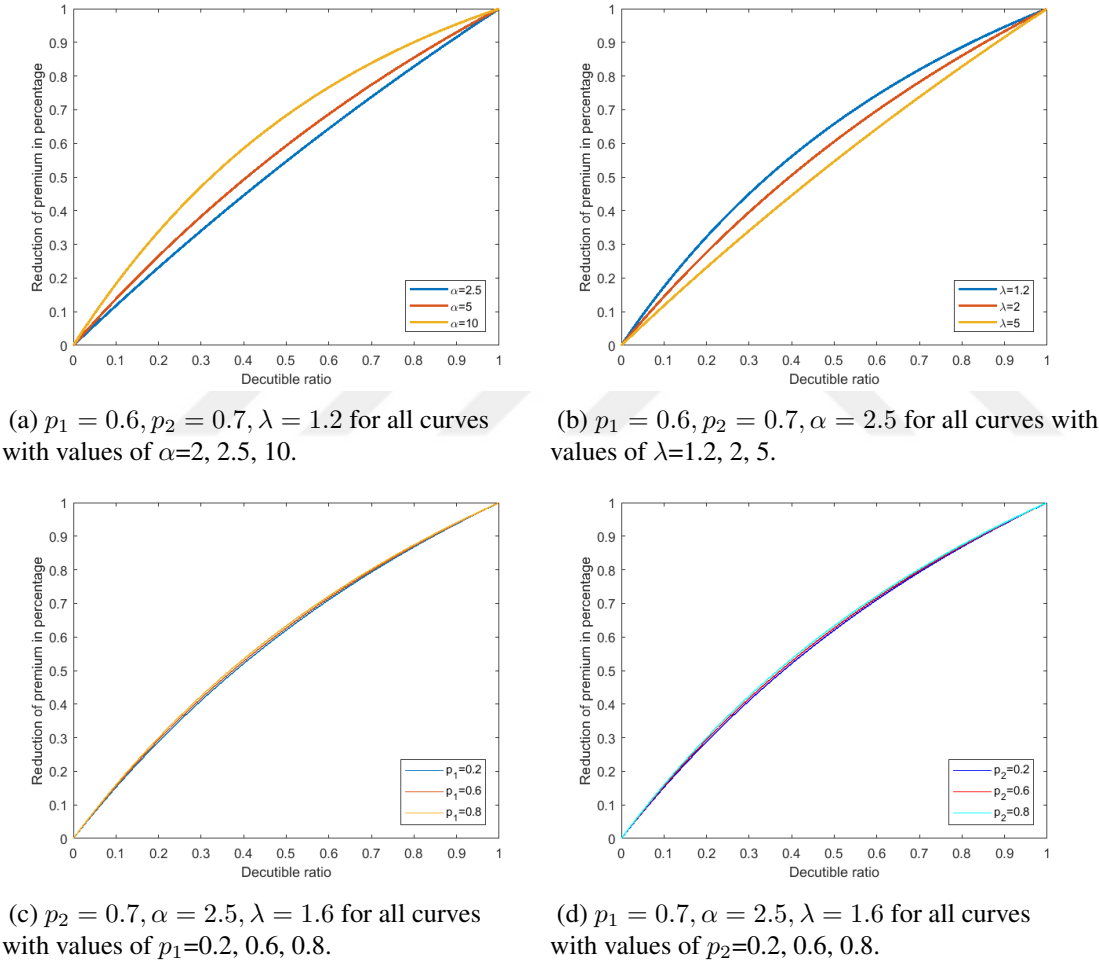 1
0.9
0.8
0.7
0.6
0.5
0.4
0.3
0.2
0.1
0
Reduction of premium in percentage
α=2.5
α=5
α=10
0 0.1 0.2 0.3 0.4 0.5 0.6 0.7 0.8 0.9 1
Decutible ratio
(a) p₁ = 0.6, p₂ = 0.7, λ = 1.2 for all curves
with values of α=2, 2.5, 10.
1
0.9
0.8
0.7
0.6
0.5
0.4
0.3
0.2
0.1
0
Reduction of premium in percentage
λ=1.2
λ=2
λ=5
0 0.1 0.2 0.3 0.4 0.5 0.6 0.7 0.8 0.9 1
Decutible ratio
(b) p₁ = 0.6, p₂ = 0.7, α = 2.5 for all curves with
values of λ=1.2, 2, 5.
1
0.9
0.8
0.7
0.6
0.5
0.4
0.3
0.2
0.1
0
Reduction of premium in percentage
p₁=0.2
p₁=0.6
p₁=0.8
0 0.1 0.2 0.3 0.4 0.5 0.6 0.7 0.8 0.9 1
Decutible ratio
(c) p₂ = 0.7, α = 2.5, λ = 1.6 for all curves
with values of p₁=0.2, 0.6, 0.8.
1
0.9
0.8
0.7
0.6
0.5
0.4
0.3
0.2
0.1
0
Reduction of premium in percentage
p₂=0.2
p₂=0.6
p₂=0.8
0 0.1 0.2 0.3 0.4 0.5 0.6 0.7 0.8 0.9 1
Decutible ratio
(d) p₁ = 0.7, α = 2.5, λ = 1.6 for all curves
with values of p₂=0.2, 0.6, 0.8.